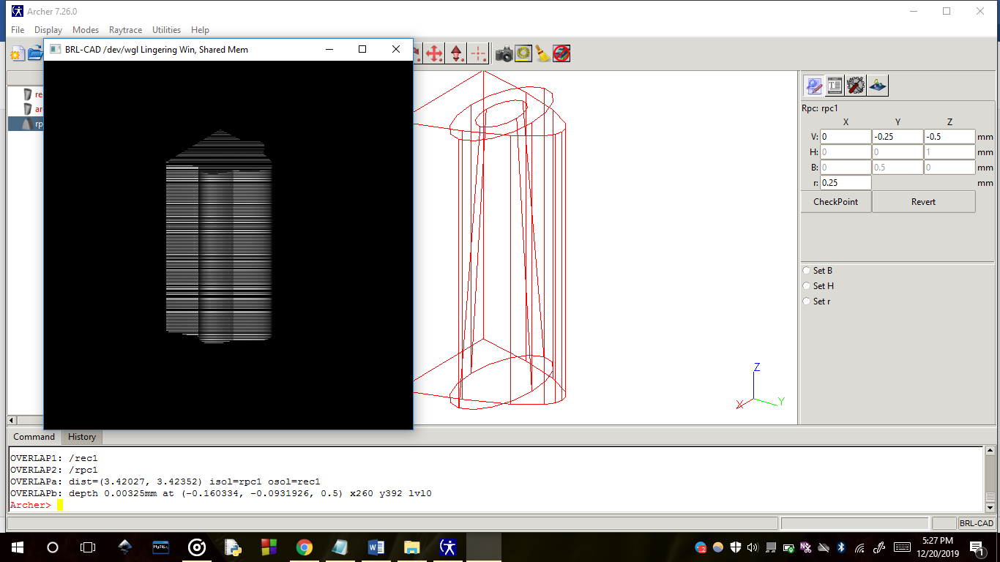 Archer 7.26.0
File Display Modes Raytrace Utilities Help
BRL-CAD /dev/wgl Lingering Win, Shared Mem
rec
ar
rp
Rpc: rpc1
X Y Z
V: 0 -0.25 -0.5 mm
H: 0 0 1 mm
B: 0 0.5 0 mm
r: 0.25 mm
CheckPoint Revert
Set B
Set H
Set r
Z
X Y
Command History
OVERLAP1: /rec1
OVERLAP2: /rpc1
OVERLAPa: dist=(3.42027, 3.42352) isol=rpc1 osol=rec1
OVERLAPb: depth 0.00325mm at (-0.160334, -0.0931926, 0.5) x260 y392 lvl0
Archer>
BRL-CAD
MySQL
2
5:27 PM
12/20/2019
1